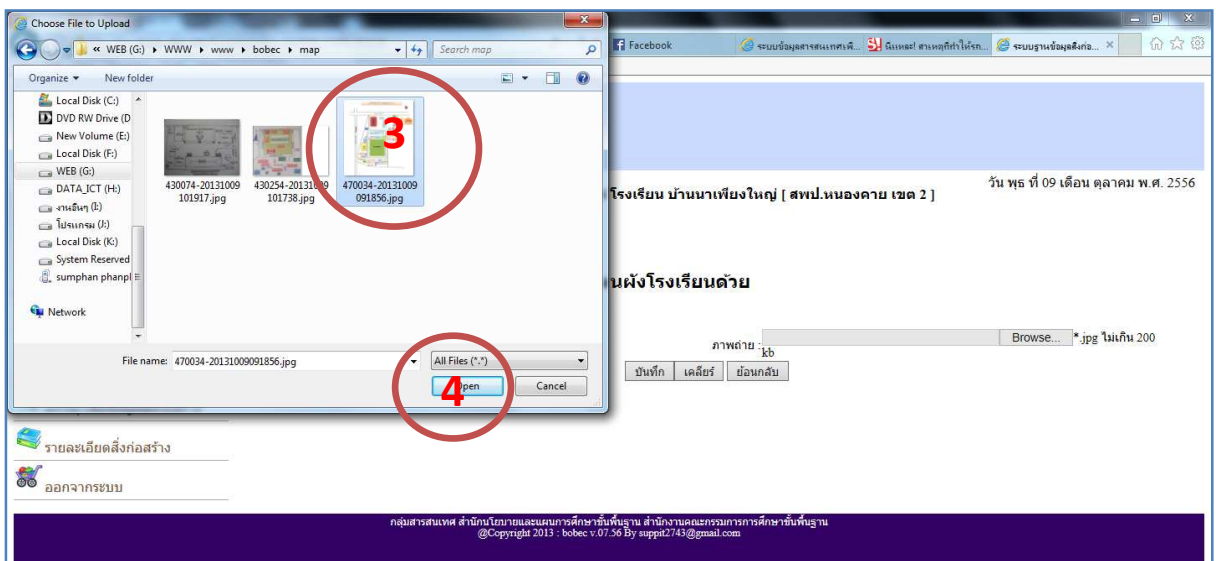 Choose File to Upload
« WEB (G:) ▸ WWW ▸ www ▸ bobec ▸ map
Search map
Organize
New folder
Local Disk (C:)
DVD RW Drive (D
New Volume (E:)
Local Disk (F:)
WEB (G:)
DATA_ICT (H:)
งานอื่นๆ (I:)
โปรแกรม (J:)
Local Disk (K:)
System Reserved
sumphan phanpl
Network
430074-20131009
101917.jpg
430254-20131009
101738.jpg
470034-20131009
091856.jpg
3
File name: 470034-20131009091856.jpg
All Files (*.*)
Open
Cancel
4
Facebook
ระบบข้อมูลสารสนเทศเพื...
ระบบฐานข้อมูลสิ่งก่อ...
วัน พุธ ที่ 09 เดือน ตุลาคม พ.ศ. 2556
โรงเรียน บ้านนาเพียงใหญ่ [ สพป.หนองคาย เขต 2 ]
นผังโรงเรียนด้วย
ภาพถ่าย :
Browse...
*.jpg ไม่เกิน 200
kb
บันทึก
เคลียร์
ย้อนกลับ
รายละเอียดสิ่งก่อสร้าง
ออกจากระบบ
กลุ่มสารสนเทศ สำนักนโยบายและแผนการศึกษาขั้นพื้นฐาน สำนักงานคณะกรรมการการศึกษาขั้นพื้นฐาน
@Copyright 2013 : bobec v.07.56 By suppit2743@gmail.com